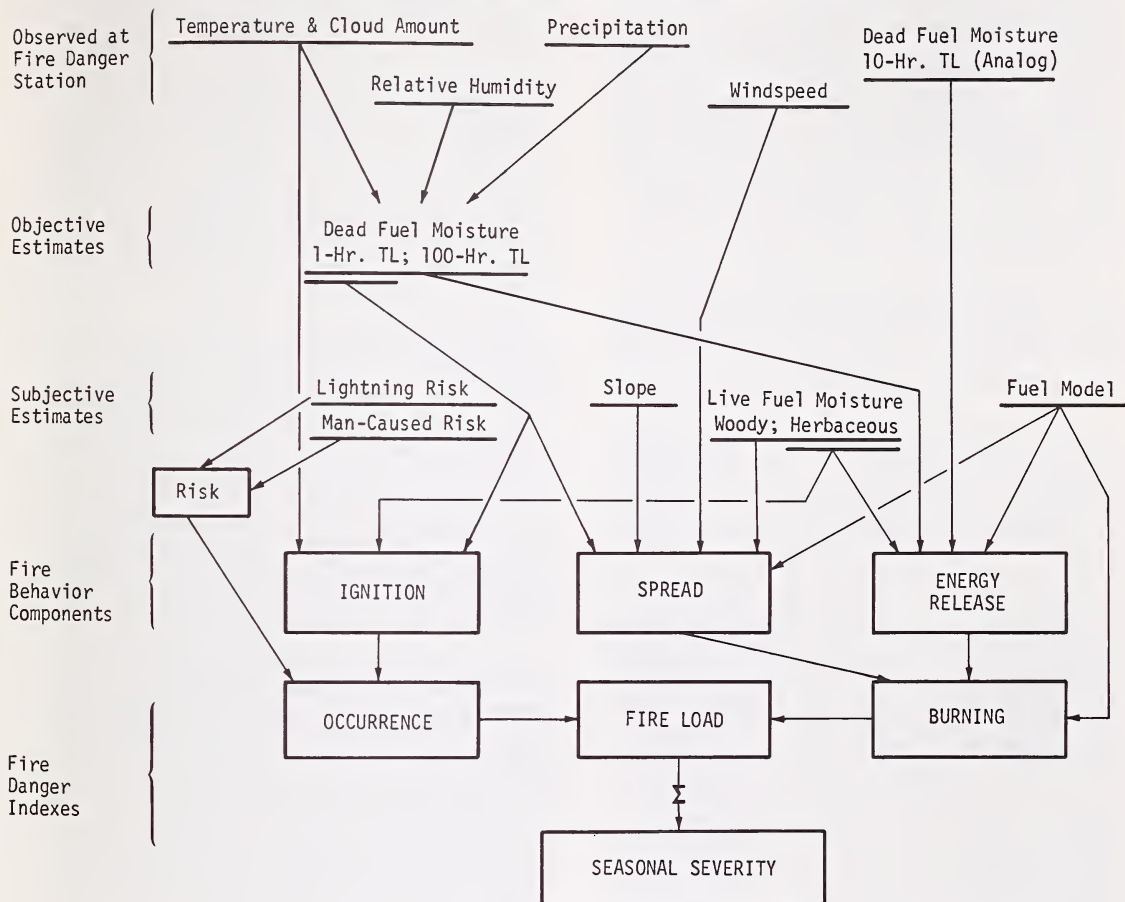 Observed at
Fire Danger
Station
Temperature & Cloud Amount
Precipitation
Dead Fuel Moisture
10-Hr. TL (Analog)
Relative Humidity
Windspeed
Objective
Estimates
Dead Fuel Moisture
1-Hr. TL; 100-Hr. TL
Subjective
Estimates
Lightning Risk
Man-Caused Risk
Slope
Live Fuel Moisture
Woody; Herbaceous
Fuel Model
Risk
Fire
Behavior
Components
IGNITION
SPREAD
ENERGY
RELEASE
Fire
Danger
Indexes
OCCURRENCE
FIRE LOAD
BURNING
Σ
SEASONAL SEVERITY